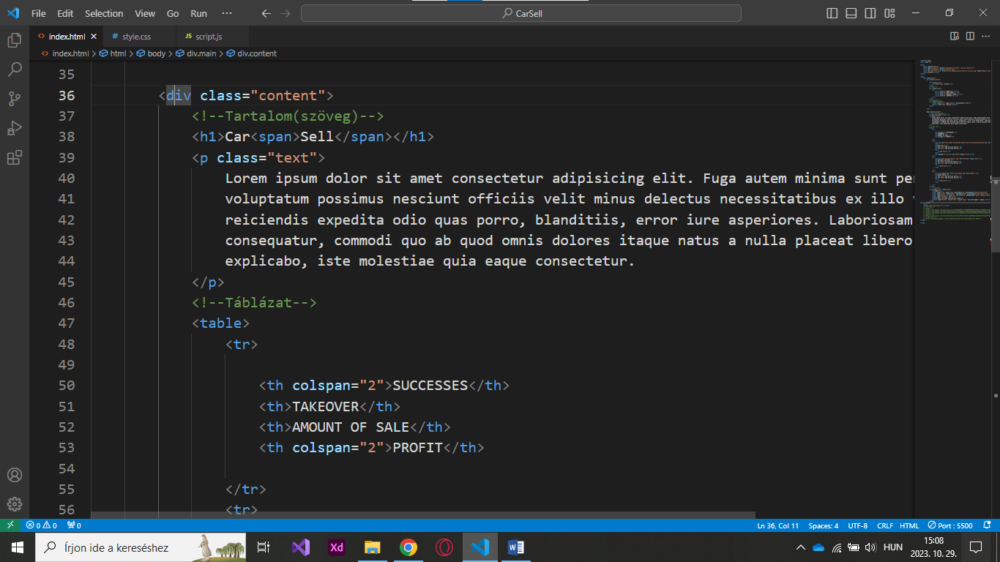 File Edit Selection View Go Run ··· CarSell
index.html style.css JS script.js
index.html > html > body > div.main > div.content
35
36 <div class="content">
37 <!--Tartalom(szöveg)-->
38 <h1>Car<span>Sell</span></h1>
39 <p class="text">
40 Lorem ipsum dolor sit amet consectetur adipisicing elit. Fuga autem minima sunt per
41 voluptatum possimus nesciunt officiis velit minus delectus necessitatibus ex illo v
42 reiciendis expedita odio quas porro, blanditiis, error iure asperiores. Laboriosam
43 consequatur, commodi quo ab quod omnis dolores itaque natus a nulla placeat libero
44 explicabo, iste molestiae quia eaque consectetur.
45 </p>
46 <!--Táblázat-->
47 <table>
48 <tr>
49
50 <th colspan="2">SUCCESSES</th>
51 <th>TAKEOVER</th>
52 <th>AMOUNT OF SALE</th>
53 <th colspan="2">PROFIT</th>
54
55 </tr>
56 <tr>
0 0 0 Ln 36, Col 11 Spaces: 4 UTF-8 CRLF HTML Port : 5500
Írjon ide a kereséshez Xd W HUN 15:08
2023. 10. 29.